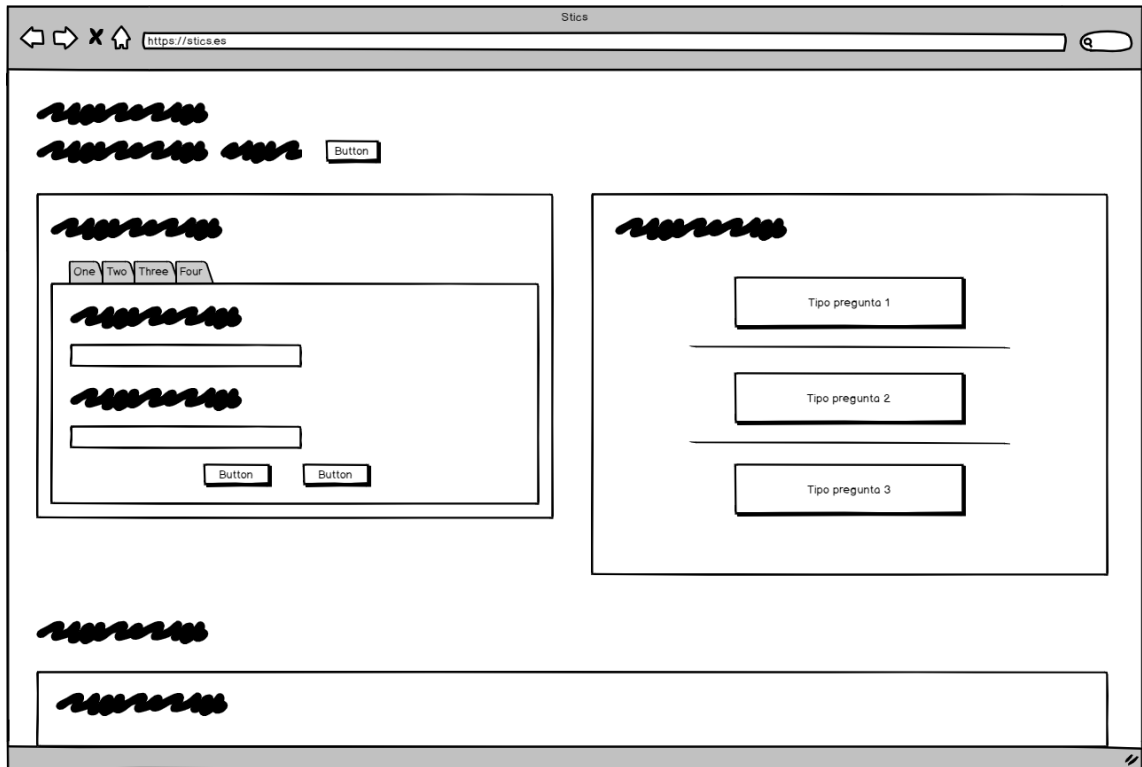 Stics
https://stics.es
Button
One Two Three Four
Button Button
Tipo pregunta 1
Tipo pregunta 2
Tipo pregunta 3